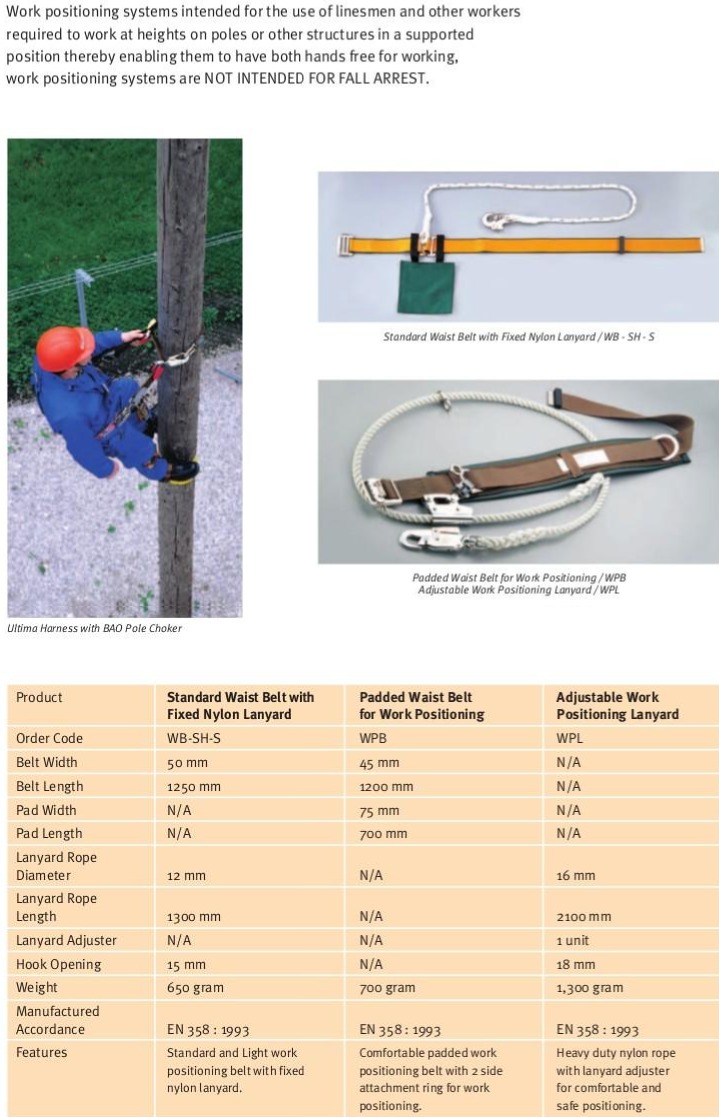 Work positioning systems intended for the use of linesmen and other workers
required to work at heights on poles or other structures in a supported
position thereby enabling them to have both hands free for working,
work positioning systems are NOT INTENDED FOR FALL ARREST.
Standard Waist Belt with Fixed Nylon Lanyard / WB - SH - S
Padded Waist Belt for Work Positioning / WPB
Adjustable Work Positioning Lanyard / WPL
Ultima Harness with BAO Pole Choker
Product Standard Waist Belt with Padded Waist Belt Adjustable Work
Fixed Nylon Lanyard for Work Positioning Positioning Lanyard
Order Code WB-SH-S WPB WPL
Belt Width 50 mm 45 mm N/A
Belt Length 1250 mm 1200 mm N/A
Pad Width N/A 75 mm N/A
Pad Length N/A 700 mm N/A
Lanyard Rope
Diameter 12 mm N/A 16 mm
Lanyard Rope
Length 1300 mm N/A 2100 mm
Lanyard Adjuster N/A N/A 1 unit
Hook Opening 15 mm N/A 18 mm
Weight 650 gram 700 gram 1,300 gram
Manufactured
Accordance EN 358 : 1993 EN 358 : 1993 EN 358 : 1993
Features Standard and Light work Comfortable padded work Heavy duty nylon rope
positioning belt with fixed positioning belt with 2 side with lanyard adjuster
nylon lanyard. attachment ring for work for comfortable and
positioning. safe positioning.